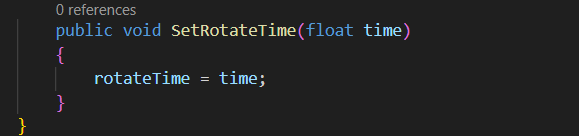 0 references
public void SetRotateTime(float time)
{
rotateTime = time;
}
}